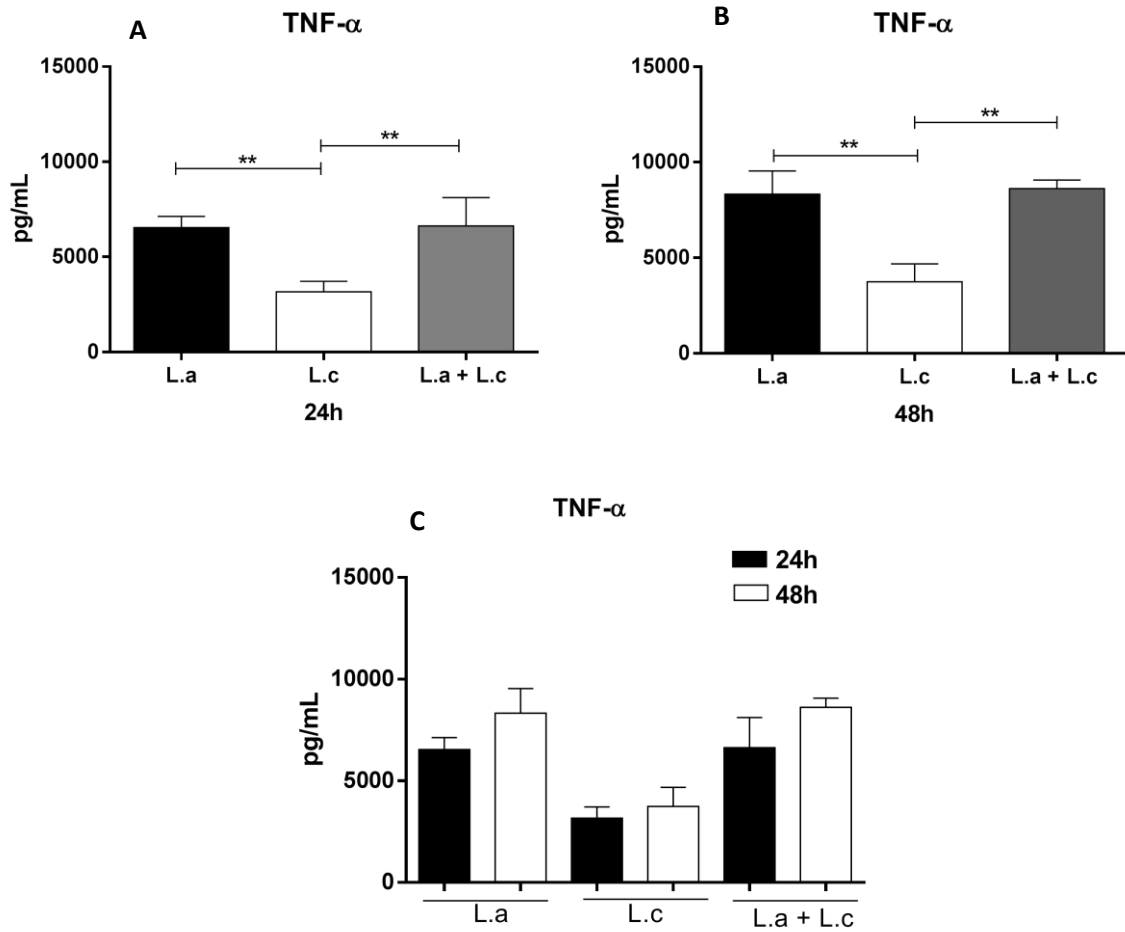 A
TNF-α
15000
10000
5000
0
pg/mL
**
**
L.a
L.c
L.a + L.c
24h
B
TNF-α
15000
10000
5000
0
pg/mL
**
**
L.a
L.c
L.a + L.c
48h
C
TNF-α
24h
48h
15000
10000
5000
0
pg/mL
L.a
L.c
L.a + L.c